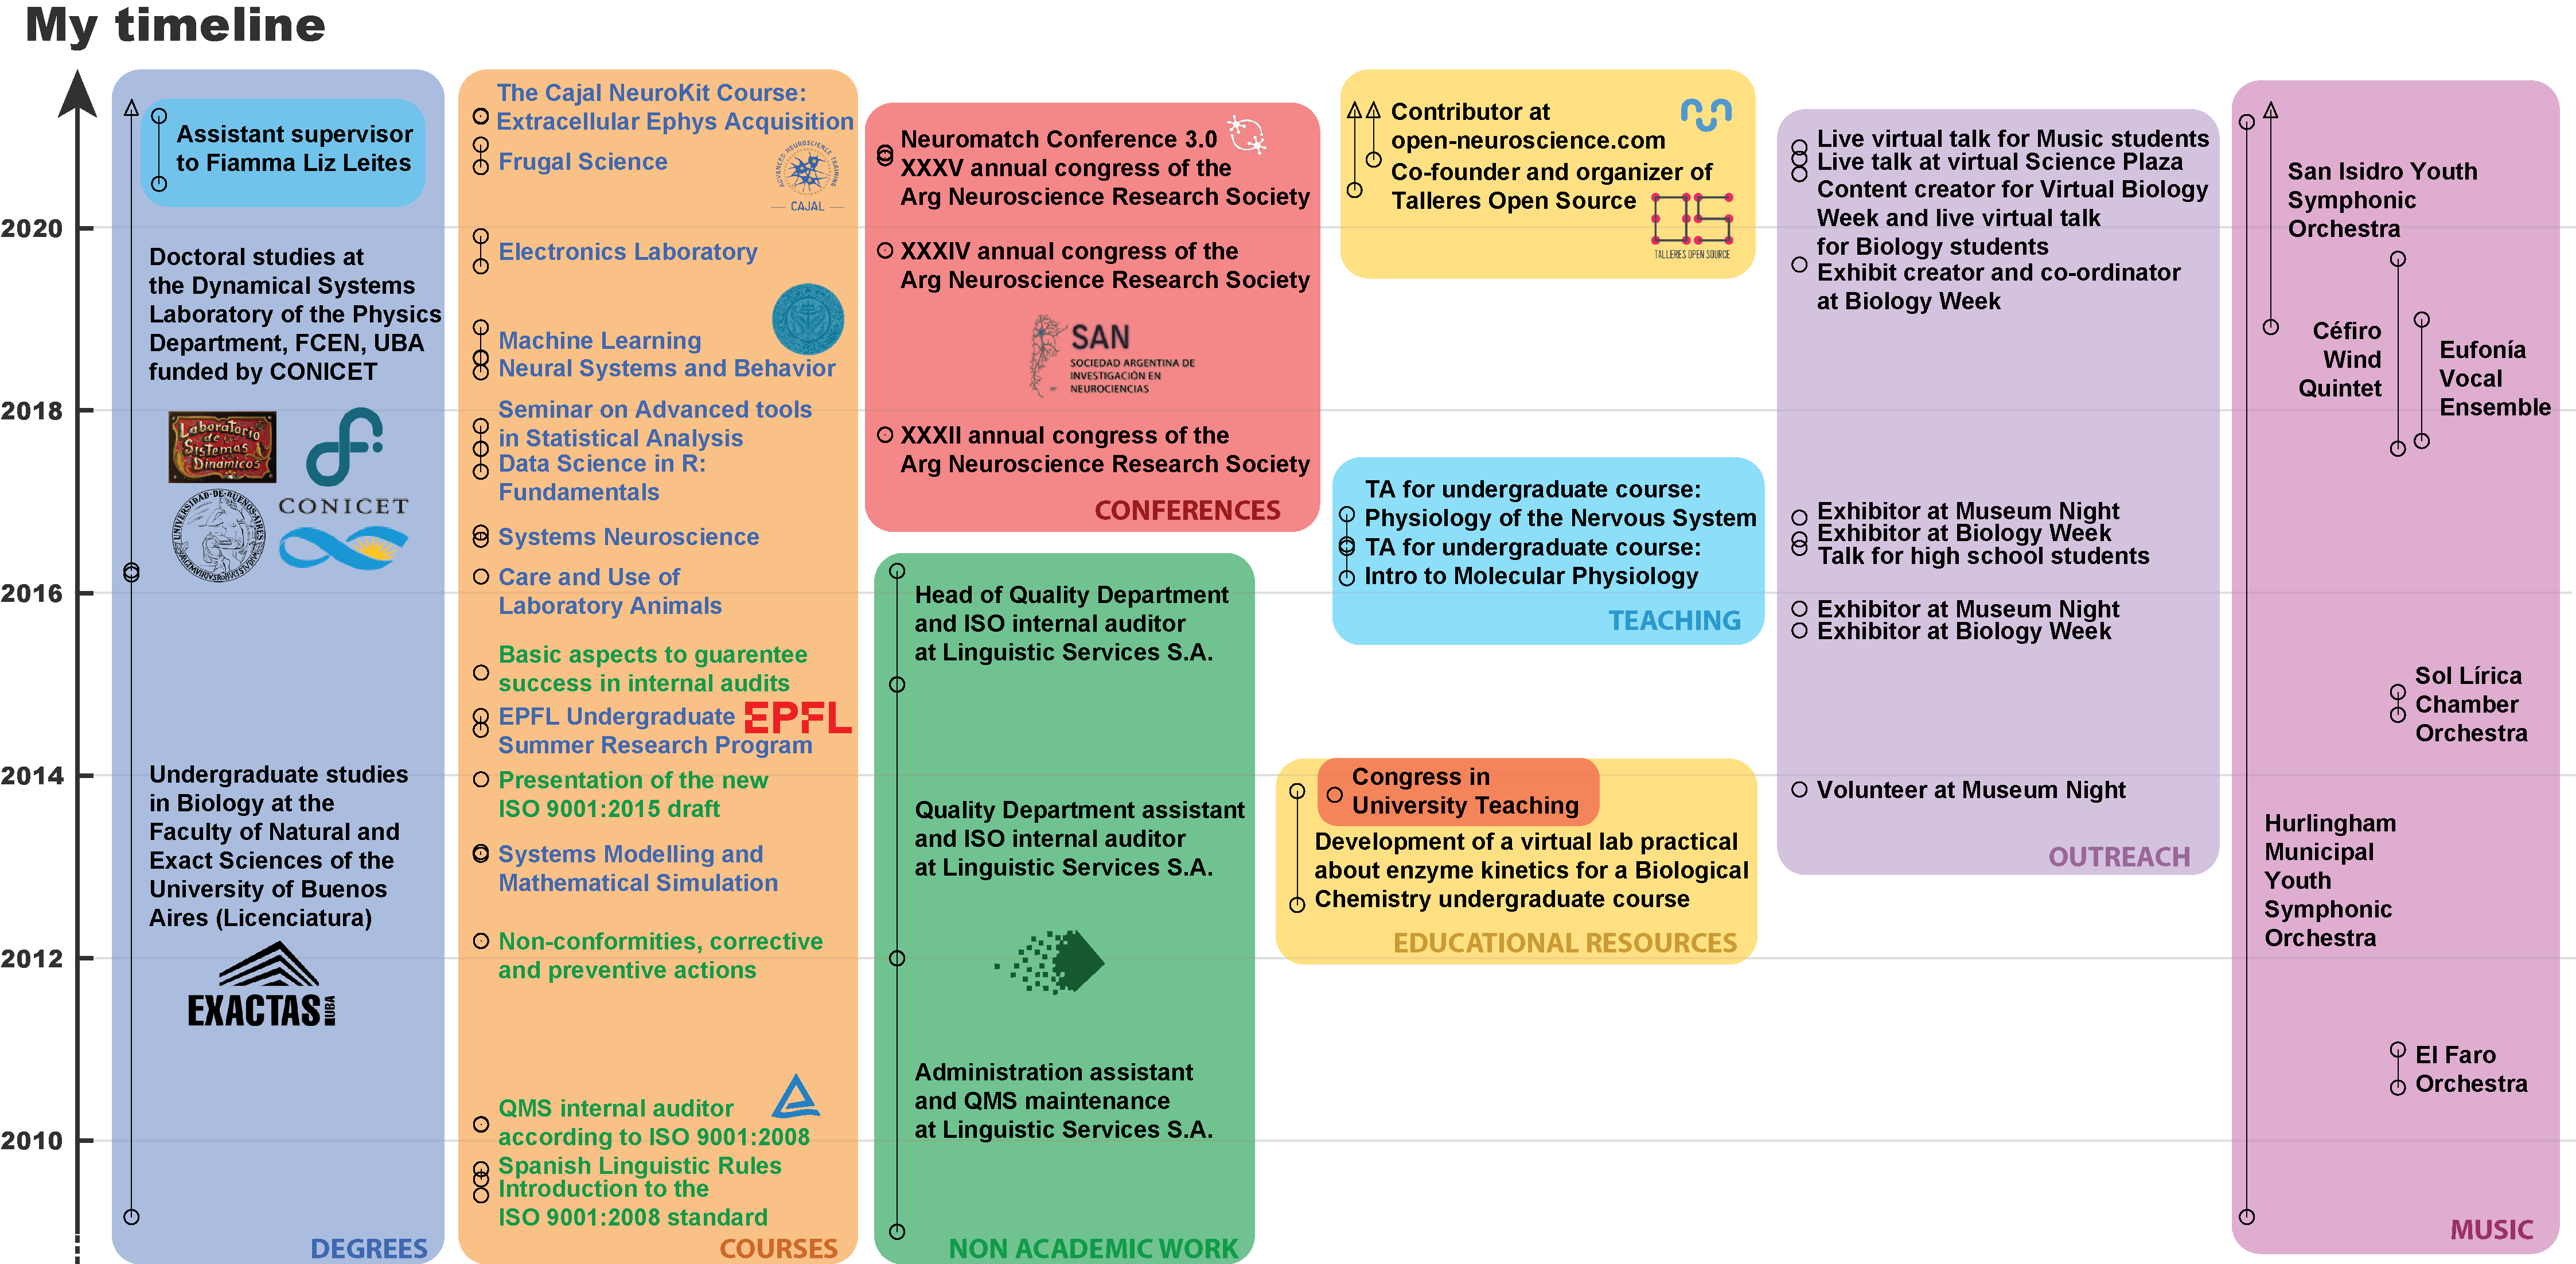 My timeline
2020
2018
2016
2014
2012
2010
Assistant supervisor
to Fiamma Liz Leites
Doctoral studies at
the Dynamical Systems
Laboratory of the Physics
Department, FCEN, UBA
funded by CONICET
Laboratorio
de
Sistemas
Dinámicos
CONICET
Undergraduate studies
in Biology at the
Faculty of Natural and
Exact Sciences of the
University of Buenos
Aires (Licenciatura)
EXACTAS
UBA
DEGREES
The Cajal NeuroKit Course:
Extracellular Ephys Acquisition
Frugal Science
ADVANCED NEUROSCIENCE TRAINING
CAJAL
Electronics Laboratory
Machine Learning
Neural Systems and Behavior
Seminar on Advanced tools
in Statistical Analysis
Data Science in R:
Fundamentals
Systems Neuroscience
Care and Use of
Laboratory Animals
Basic aspects to guarentee
success in internal audits
EPFL Undergraduate
EPFL
Summer Research Program
Presentation of the new
ISO 9001:2015 draft
Systems Modelling and
Mathematical Simulation
Non-conformities, corrective
and preventive actions
QMS internal auditor
according to ISO 9001:2008
Spanish Linguistic Rules
Introduction to the
ISO 9001:2008 standard
COURSES
Neuromatch Conference 3.0
XXXV annual congress of the
Arg Neuroscience Research Society
XXXIV annual congress of the
Arg Neuroscience Research Society
SAN
SOCIEDAD ARGENTINA DE
INVESTIGACIÓN EN
NEUROCIENCIAS
XXXII annual congress of the
Arg Neuroscience Research Society
CONFERENCES
Head of Quality Department
and ISO internal auditor
at Linguistic Services S.A.
Quality Department assistant
and ISO internal auditor
at Linguistic Services S.A.
Administration assistant
and QMS maintenance
at Linguistic Services S.A.
NON ACADEMIC WORK
Contributor at
open-neuroscience.com
Co-founder and organizer of
Talleres Open Source
TALLERES OPEN SOURCE
TA for undergraduate course:
Physiology of the Nervous System
TA for undergraduate course:
Intro to Molecular Physiology
TEACHING
Congress in
University Teaching
Development of a virtual lab practical
about enzyme kinetics for a Biological
Chemistry undergraduate course
EDUCATIONAL RESOURCES
Live virtual talk for Music students
Live talk at virtual Science Plaza
Content creator for Virtual Biology
Week and live virtual talk
for Biology students
Exhibit creator and co-ordinator
at Biology Week
Exhibitor at Museum Night
Exhibitor at Biology Week
Talk for high school students
Exhibitor at Museum Night
Exhibitor at Biology Week
Volunteer at Museum Night
OUTREACH
San Isidro Youth
Symphonic
Orchestra
Céfiro
Wind
Quintet
Eufonía
Vocal
Ensemble
Sol Lírica
Chamber
Orchestra
Hurlingham
Municipal
Youth
Symphonic
Orchestra
El Faro
Orchestra
MUSIC